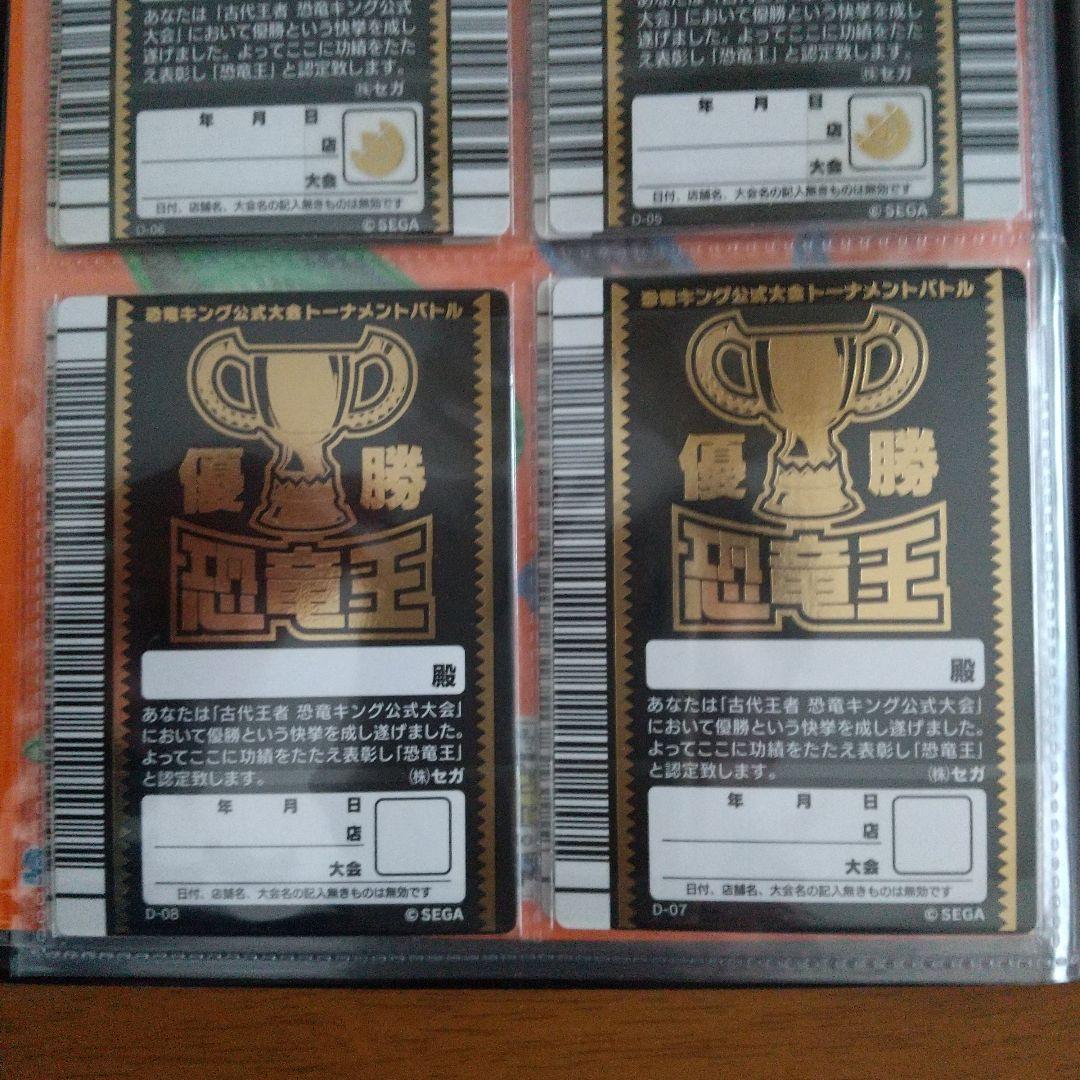 あなたは「古代王者 恐竜キング公式
大会」において優勝という快挙を成し
遂げました。よってここに功績をたた
え表彰し「恐竜王」と認定致します。
㈱セガ
年 月 日
店
大会
日付、店舗名、大会名の記入無きものは無効です
D-06
©SEGA
大会」において優勝という快挙を成し
遂げました。よってここに功績をたた
え表彰し「恐竜王」と認定致します。
㈱セガ
年 月 日
店
大会
日付、店舗名、大会名の記入無きものは無効です
D-05
©SEGA
恐竜キング公式大会トーナメントバトル
優勝
恐竜王
殿
あなたは「古代王者 恐竜キング公式大会」
において優勝という快挙を成し遂げました。
よってここに功績をたたえ表彰し「恐竜王」
と認定致します。
㈱セガ
年 月 日
店
大会
日付、店舗名、大会名の記入無きものは無効です
D-08
©SEGA
恐竜キング公式大会トーナメントバトル
優勝
恐竜王
殿
あなたは「古代王者 恐竜キング公式大会」
において優勝という快挙を成し遂げました。
よってここに功績をたたえ表彰し「恐竜王」
と認定致します。
㈱セガ
年 月 日
店
大会
日付、店舗名、大会名の記入無きものは無効です
D-07
©SEGA